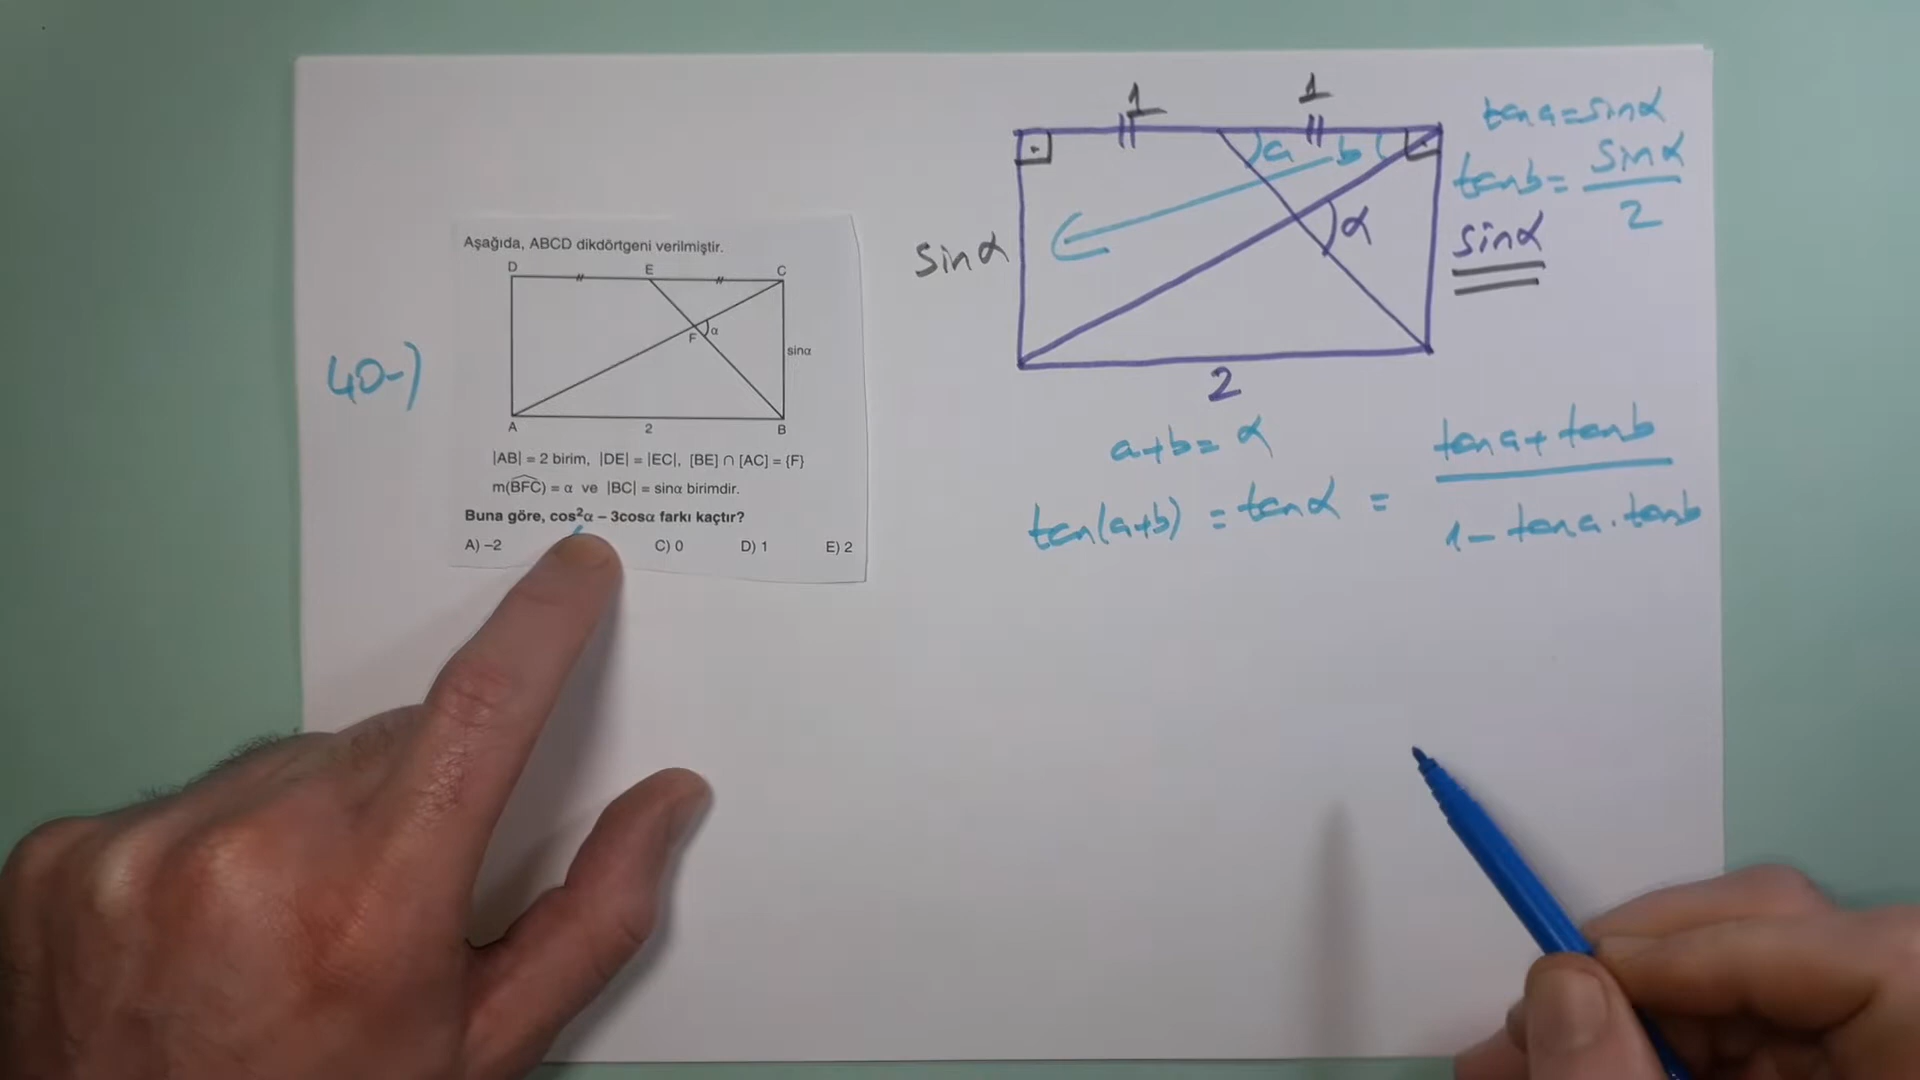 40-)
Aşağıda, ABCD dikdörtgeni verilmiştir.
D E C
F α
sinα
A 2 B
|AB| = 2 birim, |DE| = |EC|, [BE] ∩ [AC] = {F}
m(BFC) = α ve |BC| = sinα birimdir.
Buna göre, cos²α – 3cosα farkı kaçtır?
A) –2 C) 0 D) 1 E) 2
1 1
a b
α
sinα
sinα
2
tana = sinα
tanb = sinα / 2
a+b = α
tan(a+b) = tanα = tana + tanb / 1 - tana . tanb